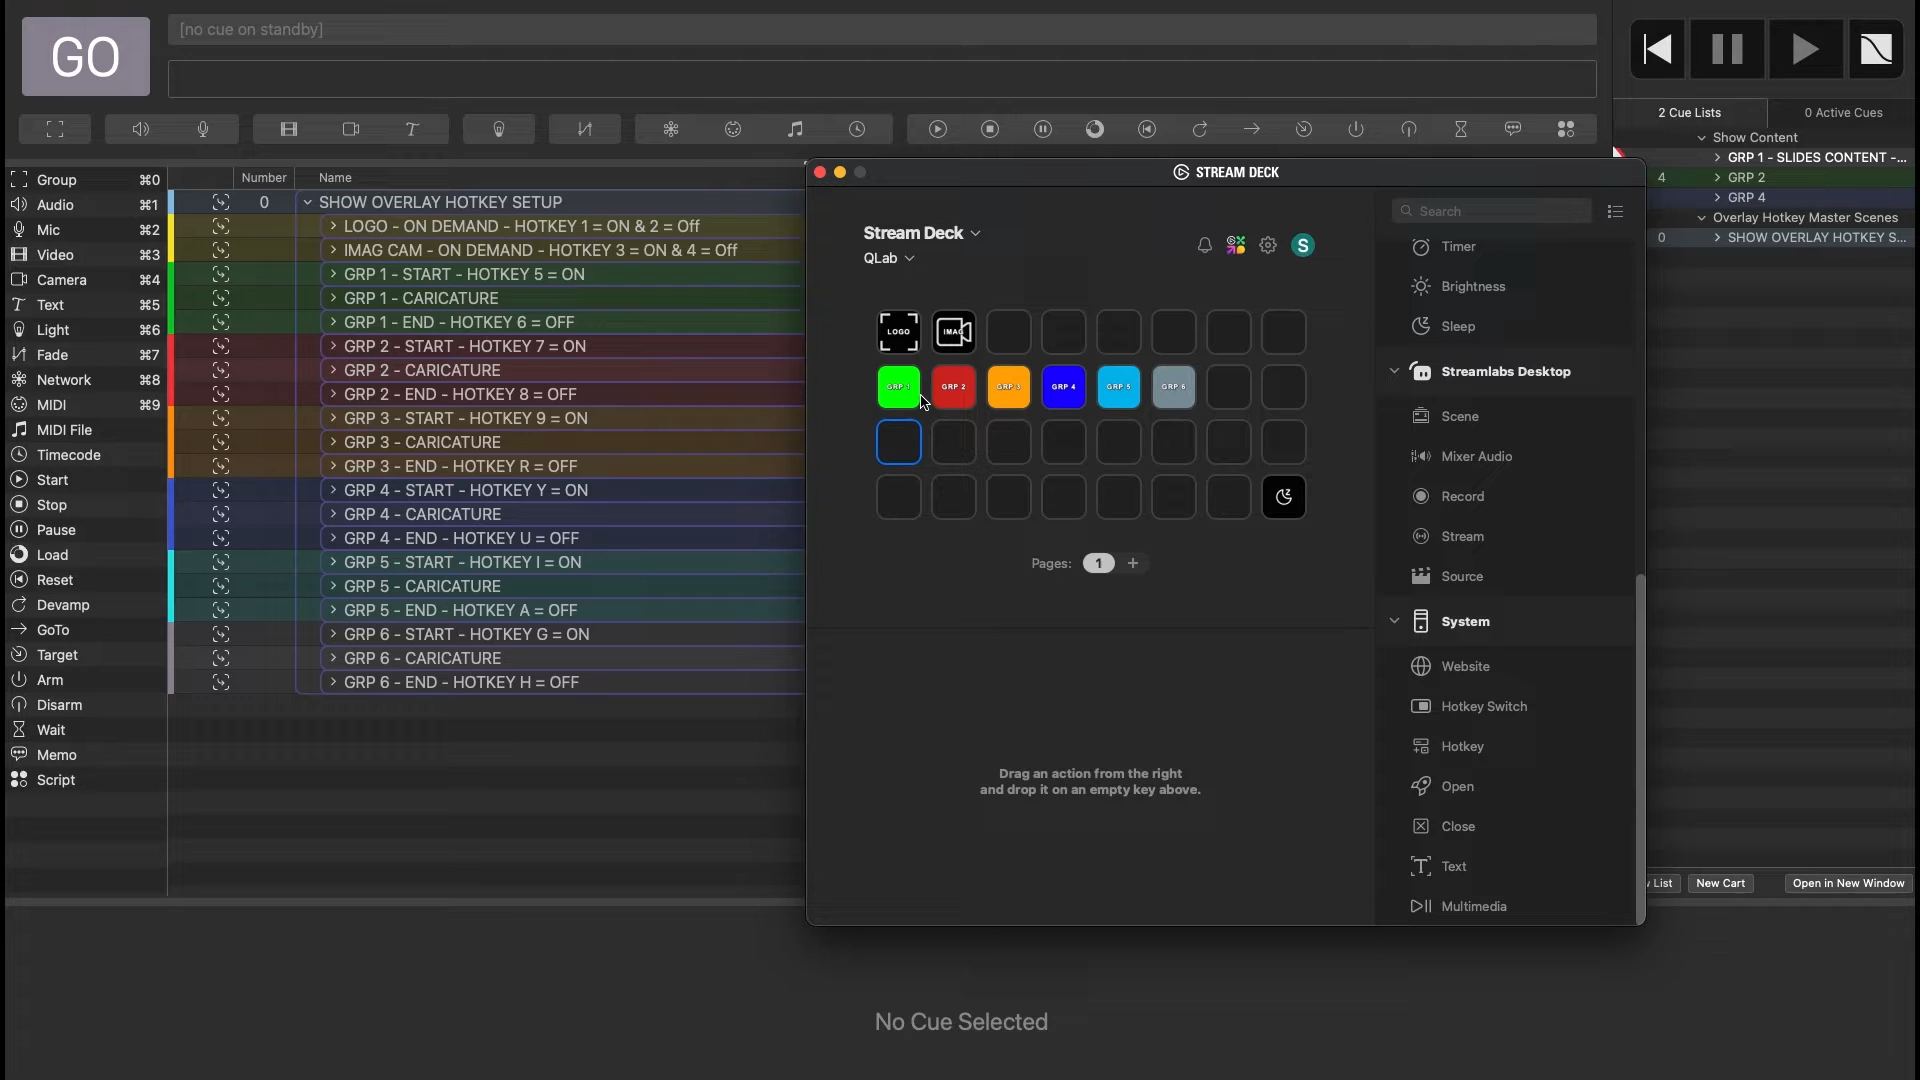 GO
[no cue on standby]
2 Cue Lists
0 Active Cues
Show Content
GRP 1 - SLIDES CONTENT -...
4 GRP 2
GRP 4
Overlay Hotkey Master Scenes
0 SHOW OVERLAY HOTKEY S...
Group ⌘0
Audio ⌘1
Mic ⌘2
Video ⌘3
Camera ⌘4
Text ⌘5
Light ⌘6
Fade ⌘7
Network ⌘8
MIDI ⌘9
MIDI File
Timecode
Start
Stop
Pause
Load
Reset
Devamp
GoTo
Target
Arm
Disarm
Wait
Memo
Script
Number Name
0 SHOW OVERLAY HOTKEY SETUP
LOGO - ON DEMAND - HOTKEY 1 = ON & 2 = Off
IMAG CAM - ON DEMAND - HOTKEY 3 = ON & 4 = Off
GRP 1 - START - HOTKEY 5 = ON
GRP 1 - CARICATURE
GRP 1 - END - HOTKEY 6 = OFF
GRP 2 - START - HOTKEY 7 = ON
GRP 2 - CARICATURE
GRP 2 - END - HOTKEY 8 = OFF
GRP 3 - START - HOTKEY 9 = ON
GRP 3 - CARICATURE
GRP 3 - END - HOTKEY R = OFF
GRP 4 - START - HOTKEY Y = ON
GRP 4 - CARICATURE
GRP 4 - END - HOTKEY U = OFF
GRP 5 - START - HOTKEY I = ON
GRP 5 - CARICATURE
GRP 5 - END - HOTKEY A = OFF
GRP 6 - START - HOTKEY G = ON
GRP 6 - CARICATURE
GRP 6 - END - HOTKEY H = OFF
STREAM DECK
Stream Deck
QLab
S
LOGO IMAG
GRP 1 GRP 2 GRP 3 GRP 4 GRP 5 GRP 6
Pages: 1 +
Drag an action from the right
and drop it on an empty key above.
Search
Timer
Brightness
Sleep
Streamlabs Desktop
Scene
Mixer Audio
Record
Stream
Source
System
Website
Hotkey Switch
Hotkey
Open
Close
Text
Multimedia
List
New Cart
Open in New Window
No Cue Selected